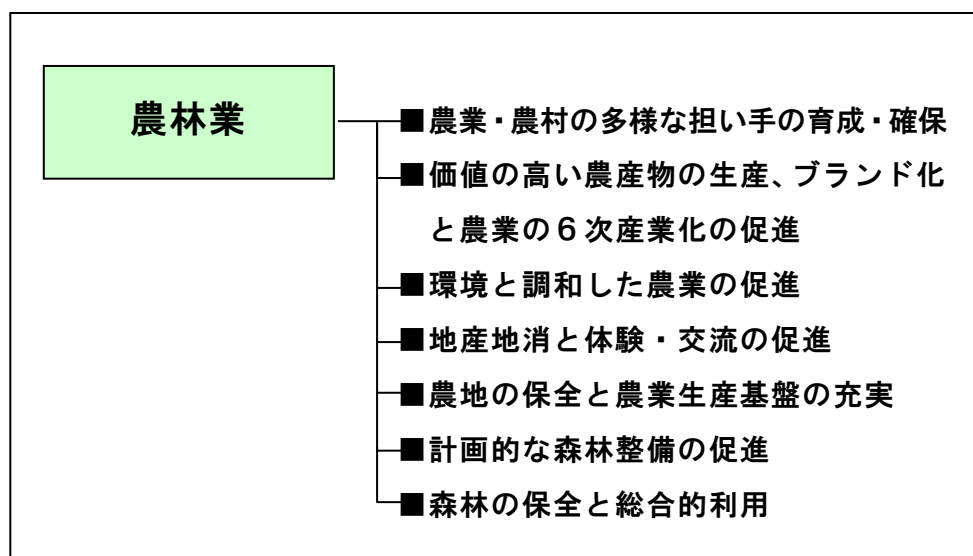 農林業
■農業・農村の多様な担い手の育成・確保
■価値の高い農産物の生産、ブランド化
と農業の６次産業化の促進
■環境と調和した農業の促進
■地産地消と体験・交流の促進
■農地の保全と農業生産基盤の充実
■計画的な森林整備の促進
■森林の保全と総合的利用